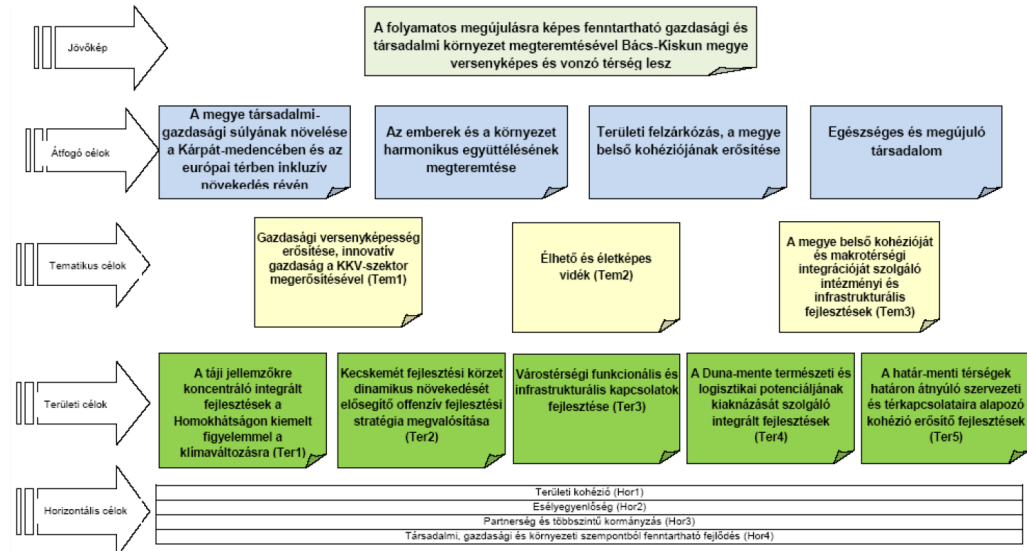 Jövőkép
A folyamatos megújulásra képes fenntartható gazdasági és
társadalmi környezet megteremtésével Bács-Kiskun megye
versenyképes és vonzó térség lesz
Átfogó célok
A megye társadalmi-
gazdasági súlyának növelése
a Kárpát-medencében és az
európai térben inkluzív
növekedés révén
Az emberek és a környezet
harmonikus együttélésének
megteremtése
Területi felzárkózás, a megye
belső kohéziójának erősítése
Egészséges és megújuló
társadalom
Tematikus célok
Gazdasági versenyképesség
erősítése, innovatív
gazdaság a KKV-szektor
megerősítésével (Tem1)
Élhető és életképes
vidék (Tem2)
A megye belső kohézióját
és makrotérségi
integrációját szolgáló
intézményi és
infrastrukturális
fejlesztések (Tem3)
Területi célok
A táji jellemzőkre
koncentráló integrált
fejlesztések a
Homokhátságon kiemelt
figyelemmel a
klímaváltozásra (Ter1)
Kecskemét fejlesztési körzet
dinamikus növekedését
elősegítő offenzív fejlesztési
stratégia megvalósítása
(Ter2)
Várostérségi funkcionális és
infrastrukturális kapcsolatok
fejlesztése (Ter3)
A Duna-mente természeti és
logisztikai potenciáljának
kiaknázását szolgáló
integrált fejlesztések
(Ter4)
A határ-menti térségek
határon átnyúló szervezeti
és térkapcsolataira alapozó
kohézió erősítő fejlesztések
(Ter5)
Horizontális célok
Területi kohézió (Hor1)
Esélyegyenlőség (Hor2)
Partnerség és többszintű kormányzás (Hor3)
Társadalmi, gazdasági és környezeti szempontból fenntartható fejlődés (Hor4)